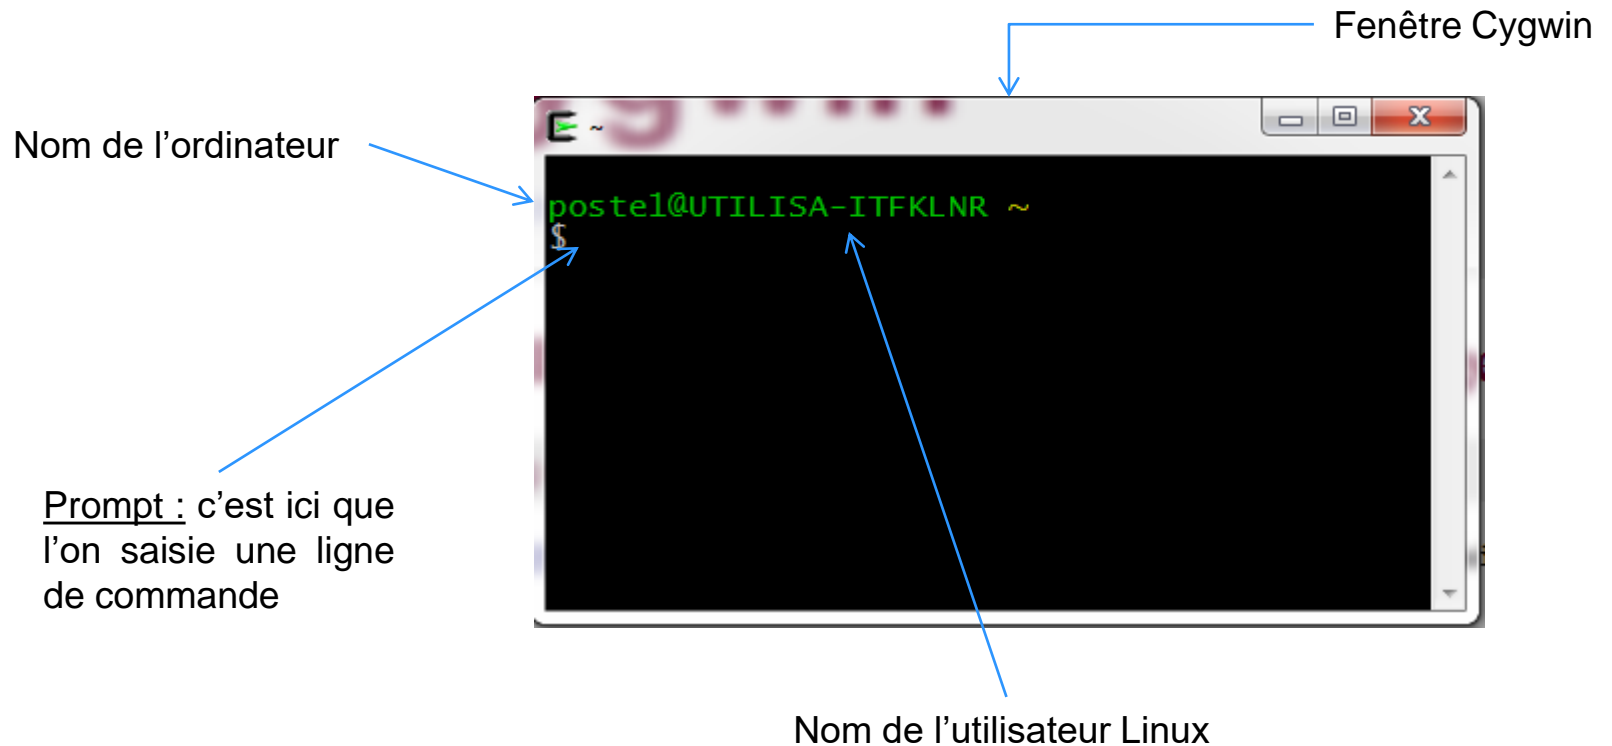 Fenêtre Cygwin
Nom de l’ordinateur
~
poste1@UTILISA-ITFKLNR ~
$
Prompt : c’est ici que
l’on saisie une ligne
de commande
Nom de l’utilisateur Linux